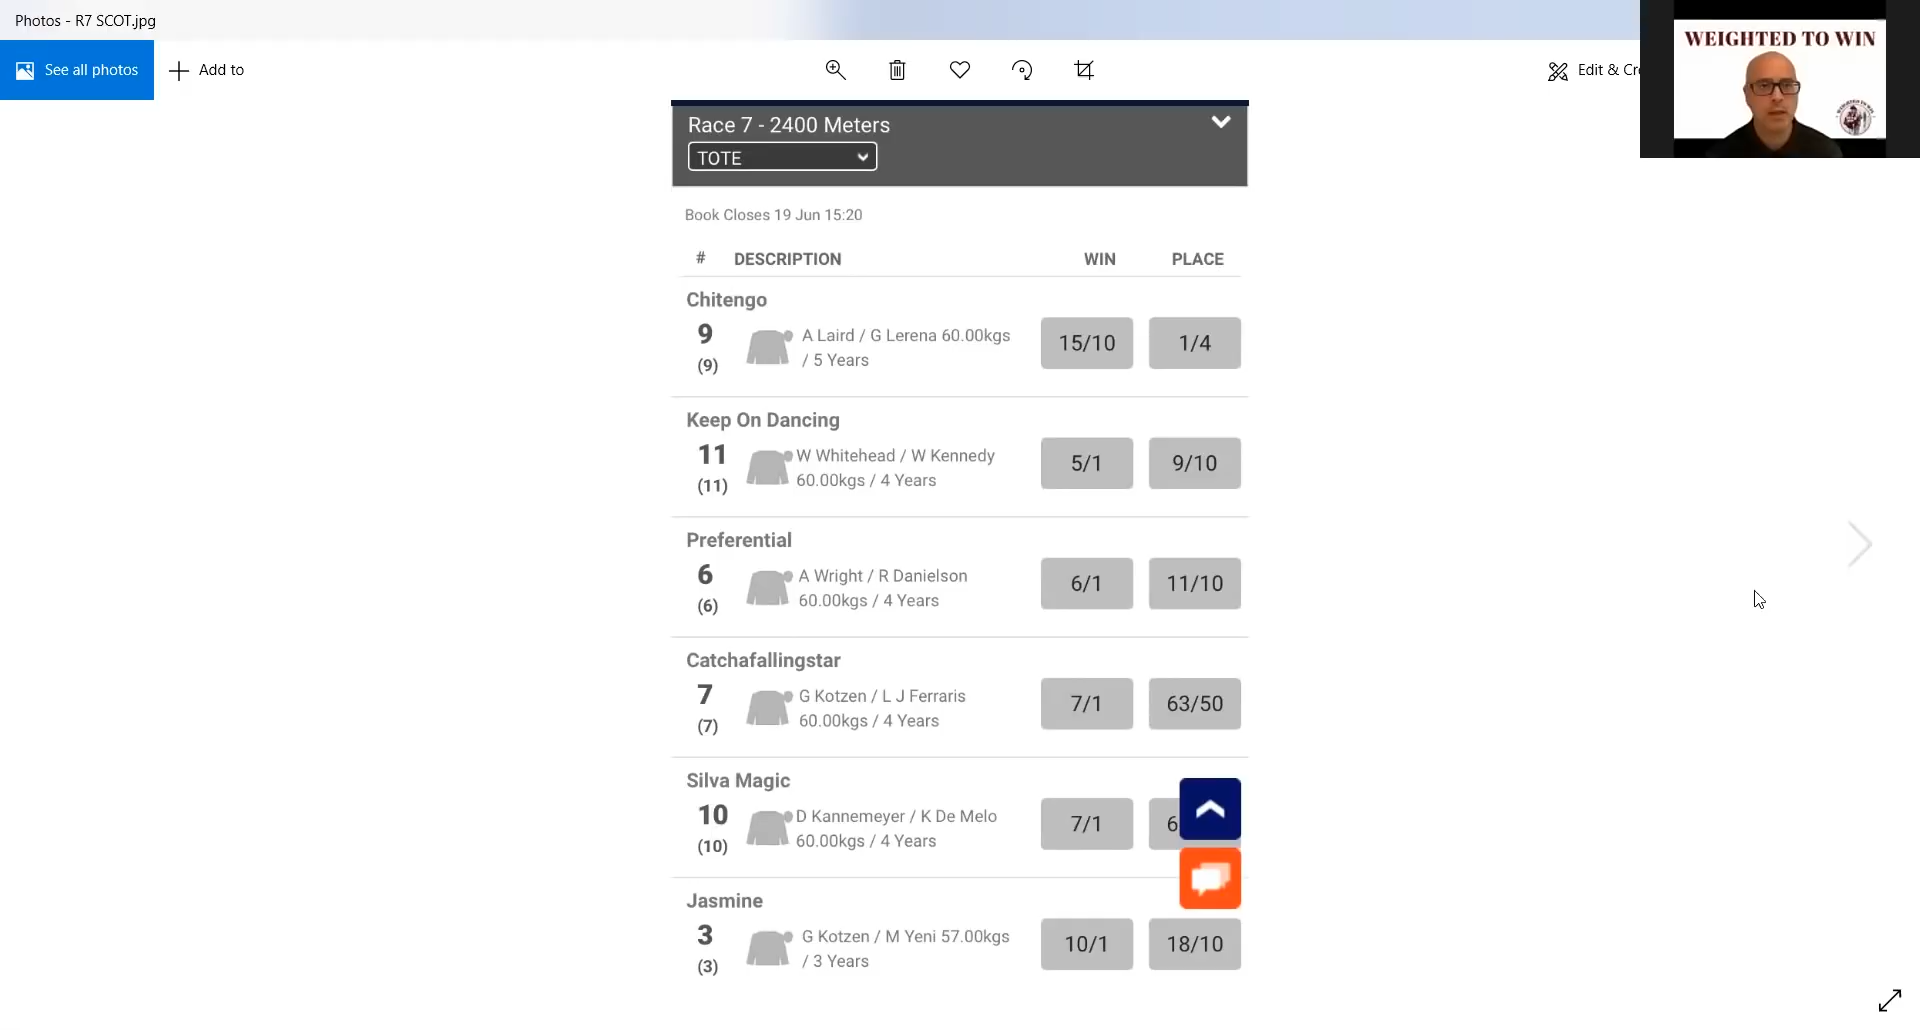 Photos - R7 SCOT.jpg
See all photos
Add to
Edit & Cr
WEIGHTED TO WIN
Race 7 - 2400 Meters
TOTE
Book Closes 19 Jun 15:20
# DESCRIPTION WIN PLACE
Chitengo
9 A Laird / G Lerena 60.00kgs 15/10 1/4
(9) / 5 Years
Keep On Dancing
11 W Whitehead / W Kennedy 5/1 9/10
(11) 60.00kgs / 4 Years
Preferential
6 A Wright / R Danielson 6/1 11/10
(6) 60.00kgs / 4 Years
Catchafallingstar
7 G Kotzen / L J Ferraris 7/1 63/50
(7) 60.00kgs / 4 Years
Silva Magic
10 D Kannemeyer / K De Melo 7/1 6
(10) 60.00kgs / 4 Years
Jasmine
3 G Kotzen / M Yeni 57.00kgs 10/1 18/10
(3) / 3 Years